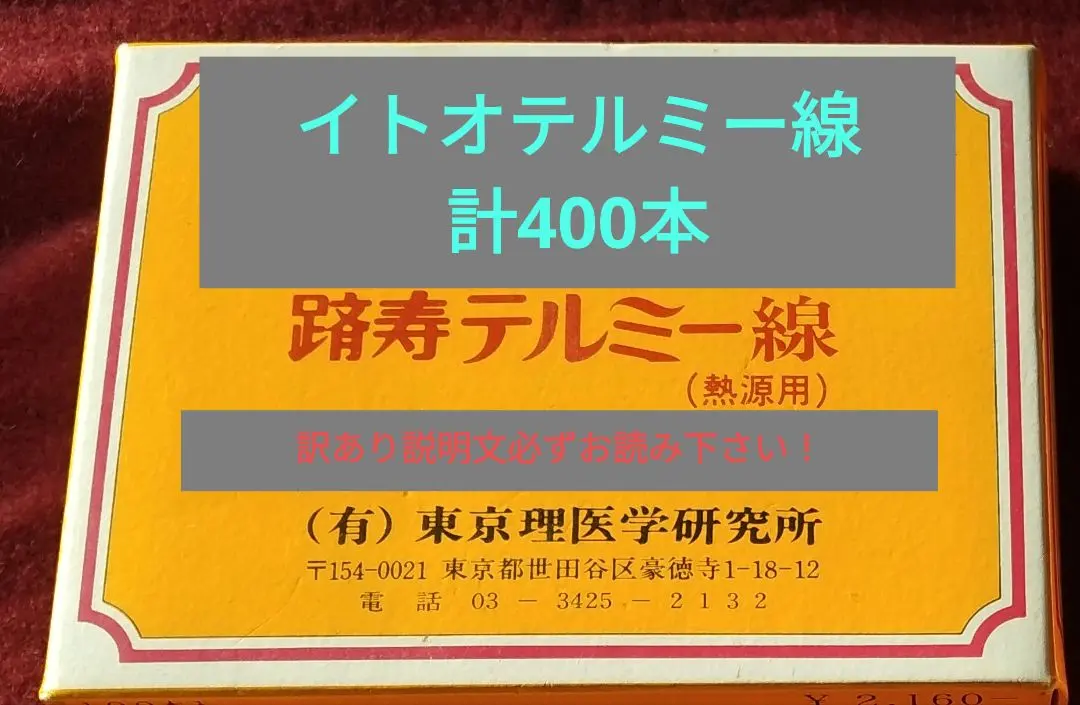 イトオテルミー線
計400本
躋寿テルミー線
(熱源用)
訳あり説明文必ずお読み下さい！
(有)東京理医学研究所
〒154-0021 東京都世田谷区豪徳寺1-18-12
電話 03-3425-2132
￥2,160-